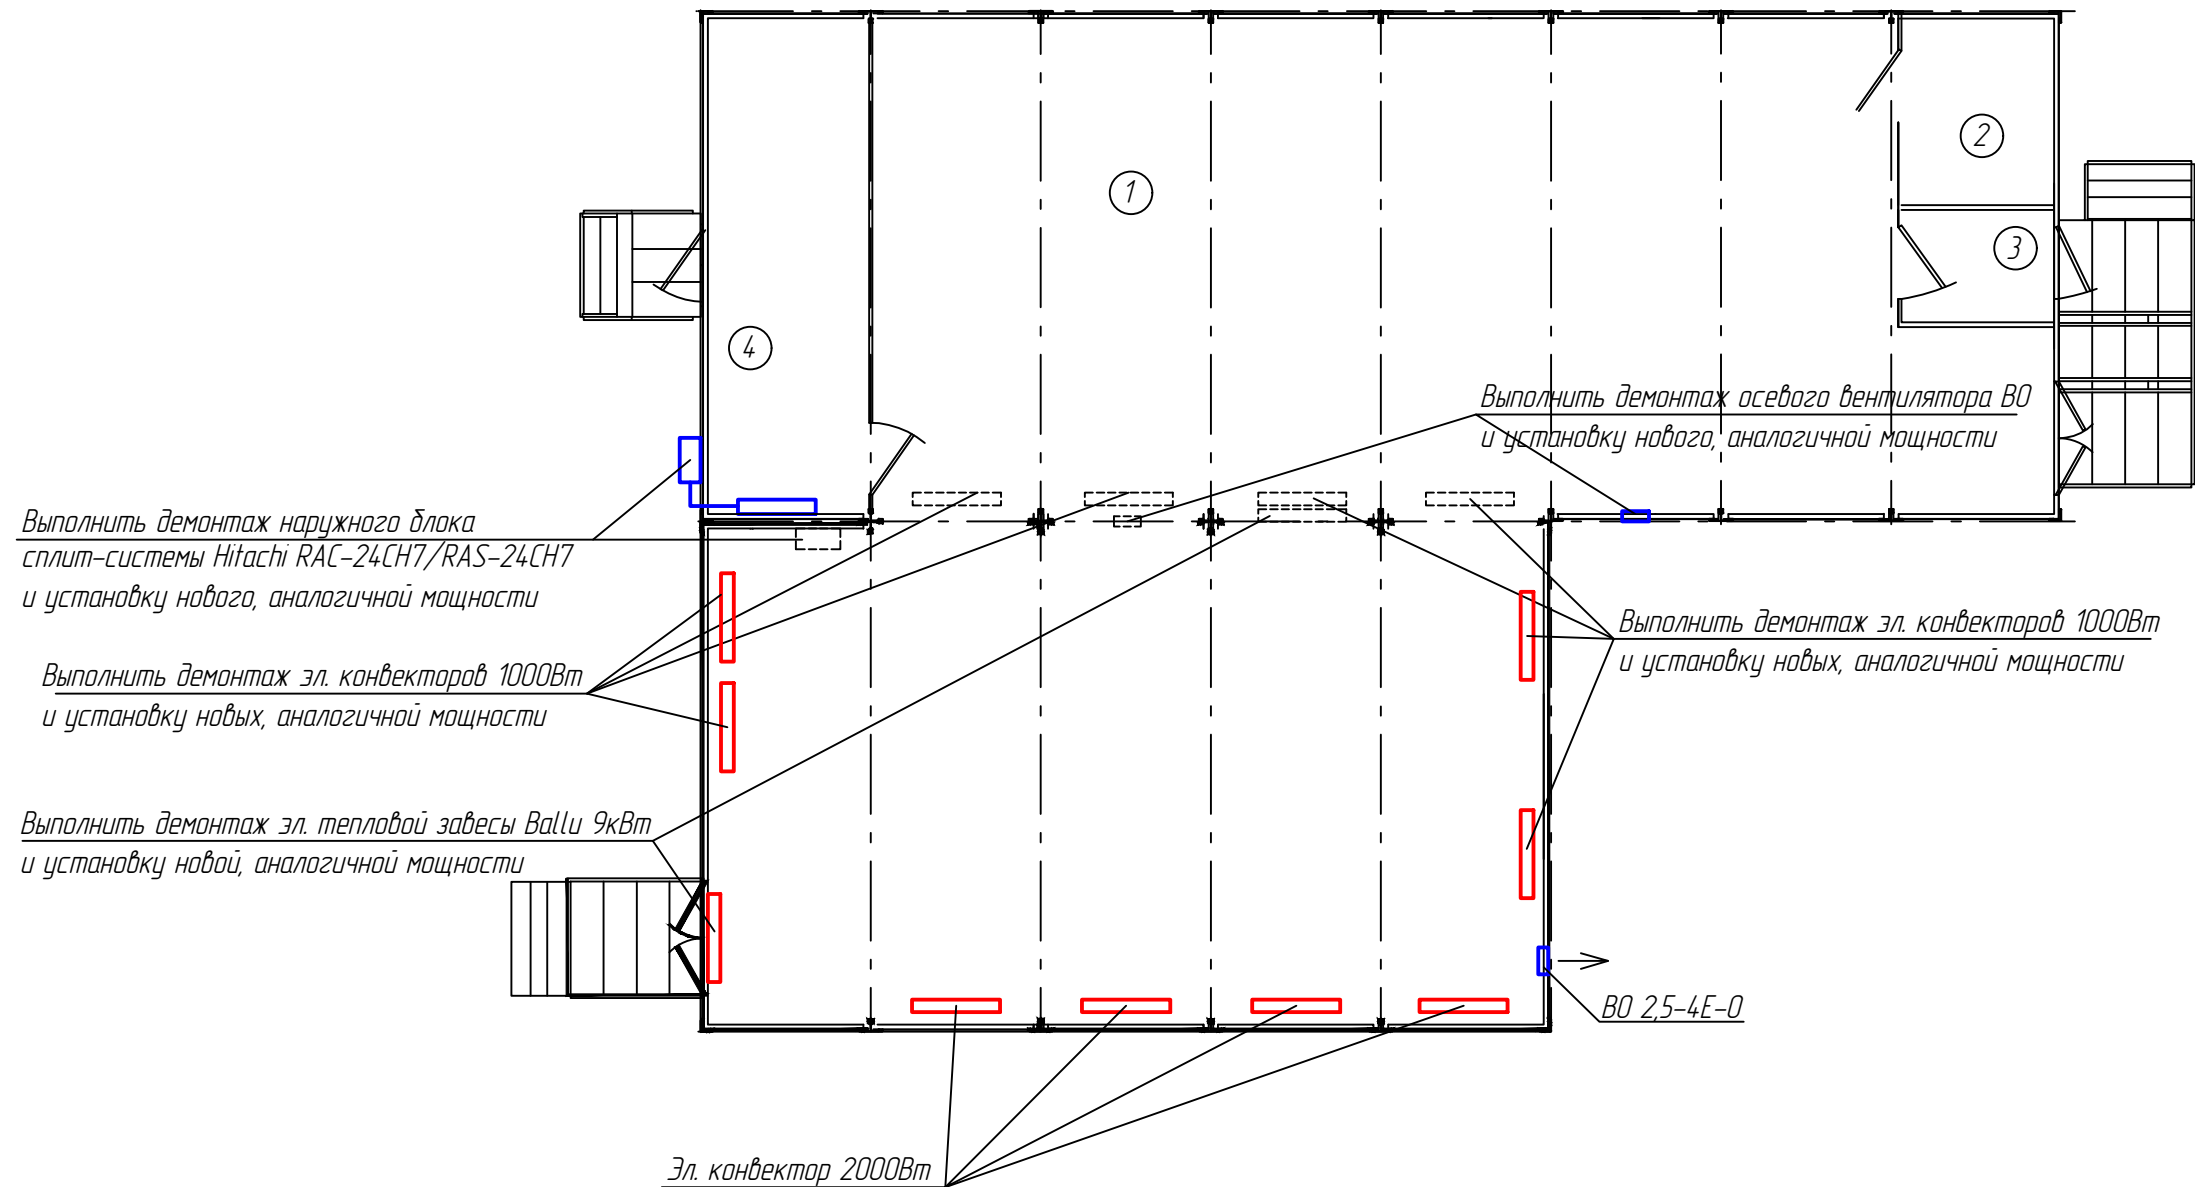 2
1
3
4
Выполнить демонтаж осевого вентилятора ВО
и установку нового, аналогичной мощности
Выполнить демонтаж наружного блока
сплит-системы Hitachi RAC-24CH7/RAS-24CH7
и установку нового, аналогичной мощности
Выполнить демонтаж эл. конвекторов 1000Вт
и установку новых, аналогичной мощности
Выполнить демонтаж эл. конвекторов 1000Вт
и установку новых, аналогичной мощности
Выполнить демонтаж эл. тепловой завесы Ballu 9кВт
и установку новой, аналогичной мощности
ВО 2,5-4Е-0
Эл. конвектор 2000Вт